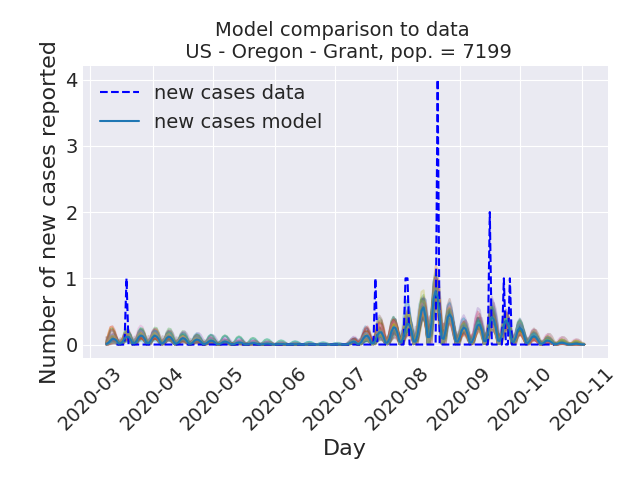 Model comparison to data
US - Oregon - Grant, pop. = 7199
Number of new cases reported
4
3
2
1
0
new cases data
new cases model
2020-03
2020-04
2020-05
2020-06
2020-07
2020-08
2020-09
2020-10
2020-11
Day